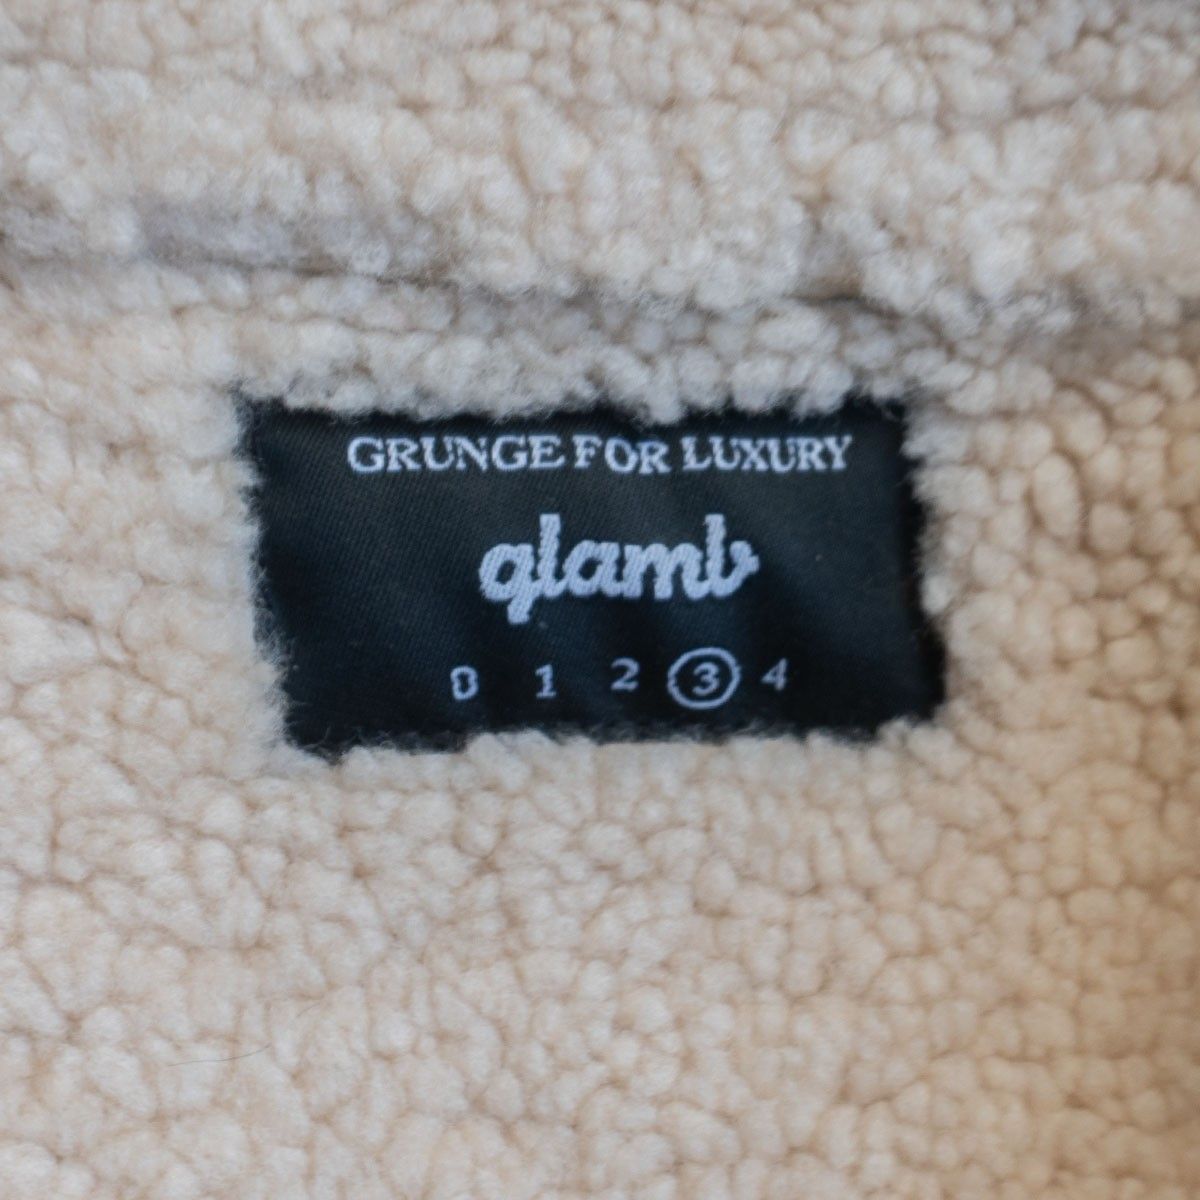 GRUNGE FOR LUXURY
glamb
0 1 2 3 4